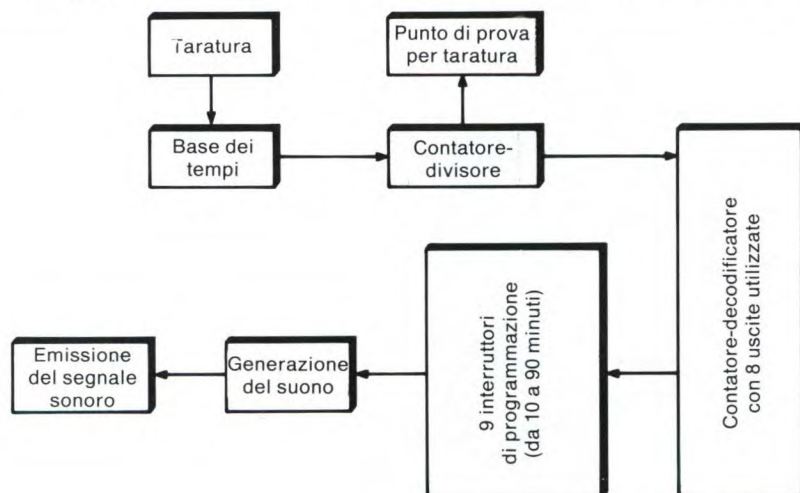 Taratura
Punto di prova
per taratura
Base dei
tempi
Contatore-
divisore
Contatore-decodificatore
con 8 uscite utilizzate
9 interruttori
di programmazione
(da 10 a 90 minuti)
Generazione
del suono
Emissione
del segnale
sonoro